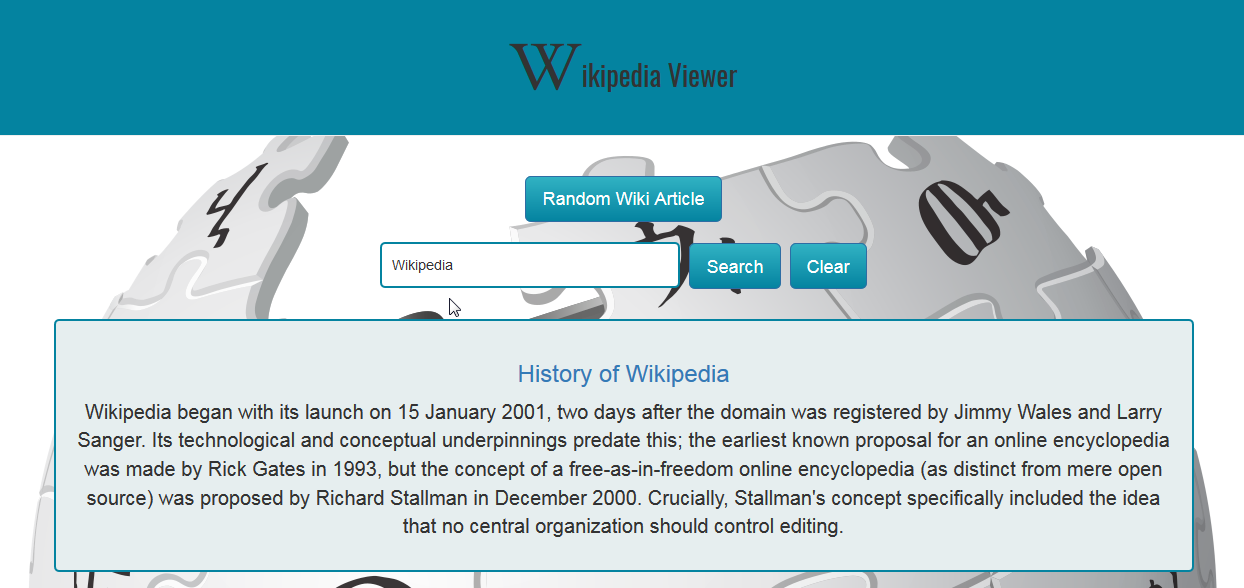 Wikipedia Viewer
Random Wiki Article
Wikipedia Search Clear
History of Wikipedia
Wikipedia began with its launch on 15 January 2001, two days after the domain was registered by Jimmy Wales and Larry
Sanger. Its technological and conceptual underpinnings predate this; the earliest known proposal for an online encyclopedia
was made by Rick Gates in 1993, but the concept of a free-as-in-freedom online encyclopedia (as distinct from mere open
source) was proposed by Richard Stallman in December 2000. Crucially, Stallman's concept specifically included the idea
that no central organization should control editing.